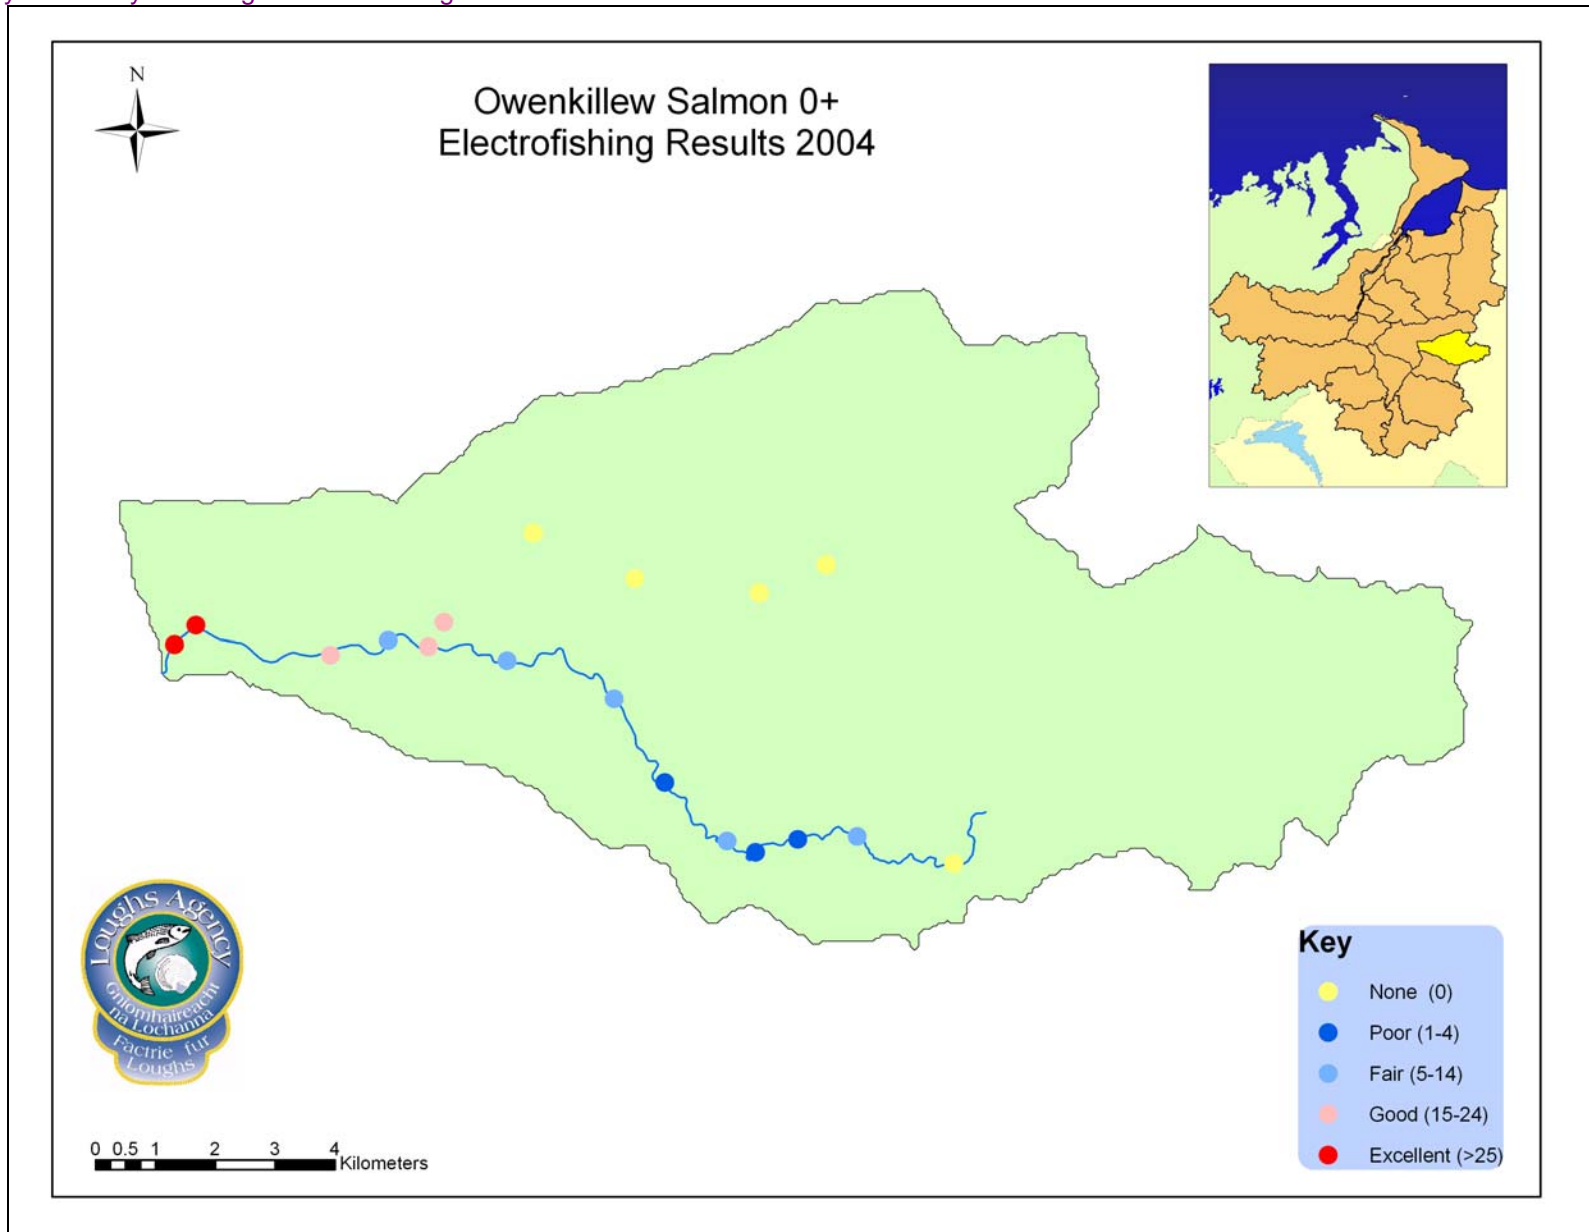 N
Owenkillew Salmon 0+
Electrofishing Results 2004
Loughs Agency
Gníomhaireacht
na Lochanna
Factrie fur
Loughs
Key
None (0)
Poor (1-4)
Fair (5-14)
Good (15-24)
Excellent (>25)
0 0.5 1 2 3 4
Kilometers